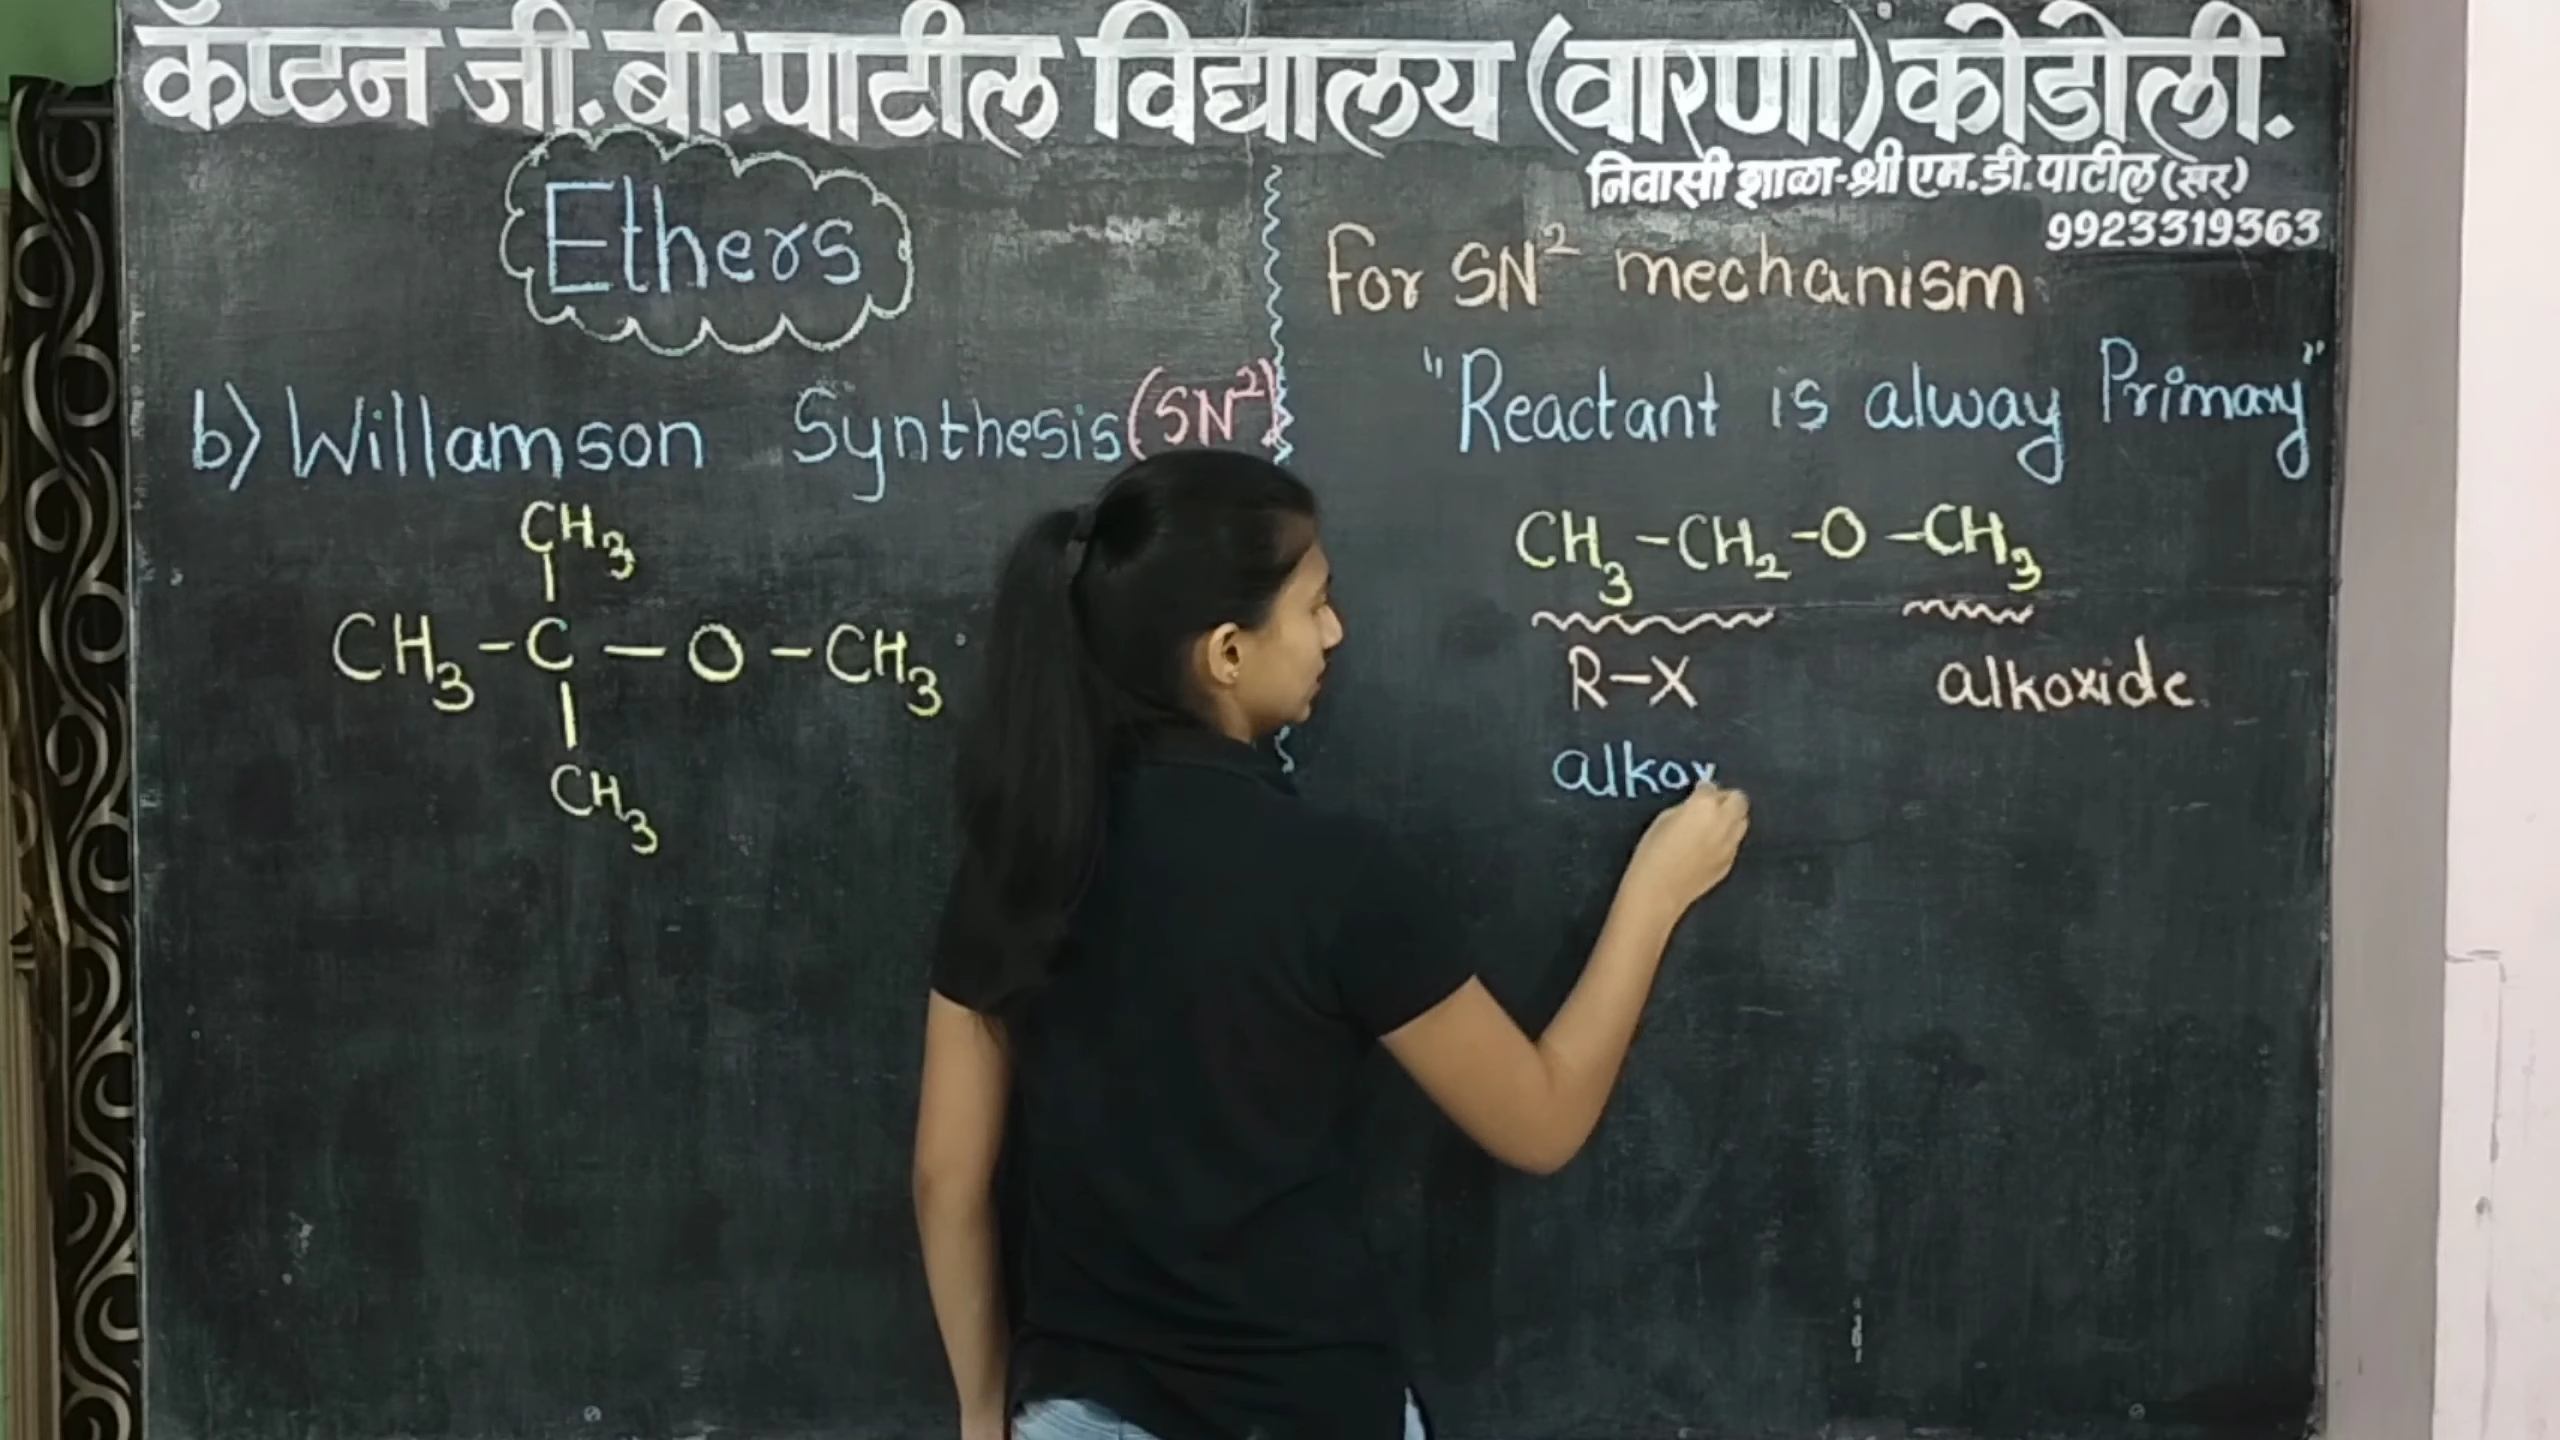 कॅप्टन जी.बी.पाटील विद्यालय (वारणा) कोडोली.
निवासी शाळा-श्री एम.डी.पाटील (सर)
9923319363
Ethers
b) Willamson Synthesis (SN²)
CH₃
CH₃-C-O-CH₃
CH₃
For SN² mechanism
"Reactant is alway Primary"
CH₃-CH₂-O-CH₃
R-X alkoxide
alkox